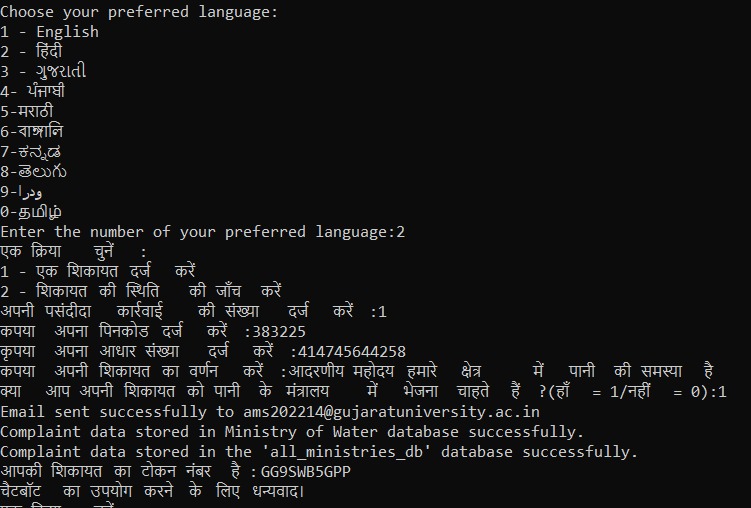 Choose your preferred language:
1 - English
2 - हिंदी
3 - ગુજરાતી
4- ਪੰਜਾਬੀ
5-मराठी
6-বাঙ্গালি
7-ಕನ್ನಡ
8-తెలుగు
9-ودرا
0-தமிழ்
Enter the number of your preferred language:2
एक क्रिया चुनें :
1 - एक शिकायत दर्ज करें
2 - शिकायत की स्थिति की जाँच करें
अपनी पसंदीदा कार्रवाई की संख्या दर्ज करें :1
कपया अपना पिनकोड दर्ज करें :383225
कृपया अपना आधार संख्या दर्ज करें :414745644258
कपया अपनी शिकायत का वर्णन करें :आदरणीय महोदय हमारे क्षेत्र में पानी की समस्या है
क्या आप अपनी शिकायत को पानी के मंत्रालय में भेजना चाहते हैं ?(हाँ = 1/नहीं = 0):1
Email sent successfully to ams202214@gujaratuniversity.ac.in
Complaint data stored in Ministry of Water database successfully.
Complaint data stored in the 'all_ministries_db' database successfully.
आपकी शिकायत का टोकन नंबर है :GG9SWB5GPP
चैटबॉट का उपयोग करने के लिए धन्यवाद।